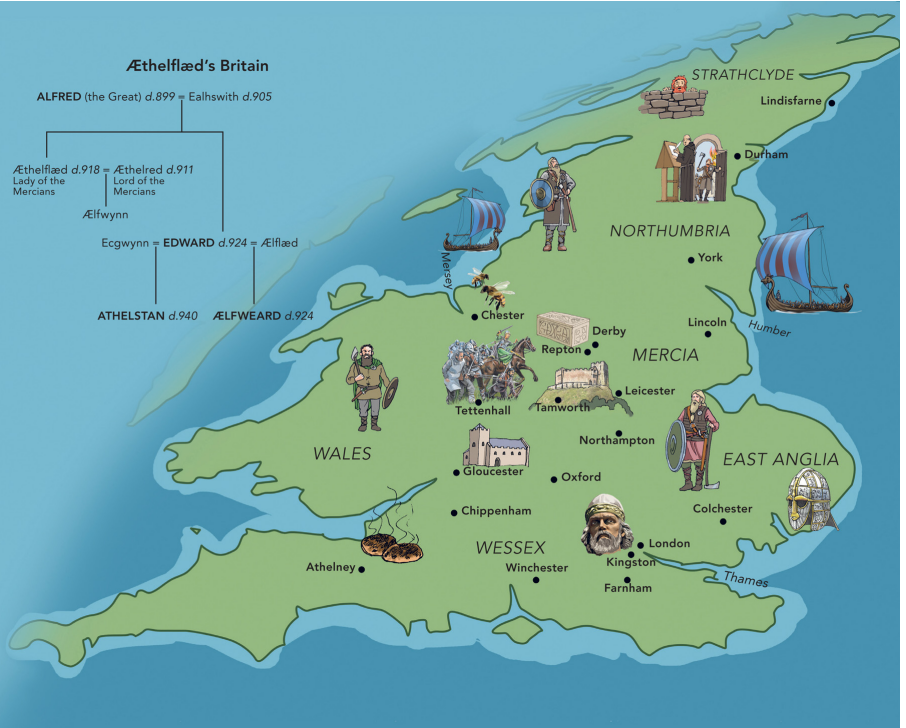 Æthelflæd's Britain
ALFRED (the Great) d.899 = Ealhswith d.905
Æthelflæd d.918 = Æthelred d.911
Lady of the Lord of the
Mercians Mercians
Ælfwynn
Ecgwynn = EDWARD d.924 = Ælflæd
ATHELSTAN d.940 ÆLFWEARD d.924
STRATHCLYDE
Lindisfarne
Durham
NORTHUMBRIA
York
Mersey
Chester
Humber
Lincoln
Derby
Repton
MERCIA
Leicester
Tamworth
Tettenhall
Northampton
WALES
EAST ANGLIA
Gloucester
Oxford
Chippenham
Colchester
WESSEX
London
Kingston
Athelney
Winchester
Farnham
Thames